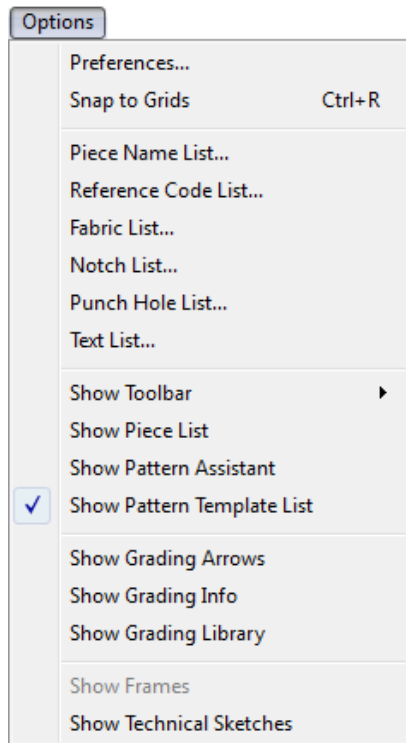 Options
Preferences...
Snap to Grids Ctrl+R
Piece Name List...
Reference Code List...
Fabric List...
Notch List...
Punch Hole List...
Text List...
Show Toolbar
Show Piece List
Show Pattern Assistant
Show Pattern Template List
Show Grading Arrows
Show Grading Info
Show Grading Library
Show Frames
Show Technical Sketches